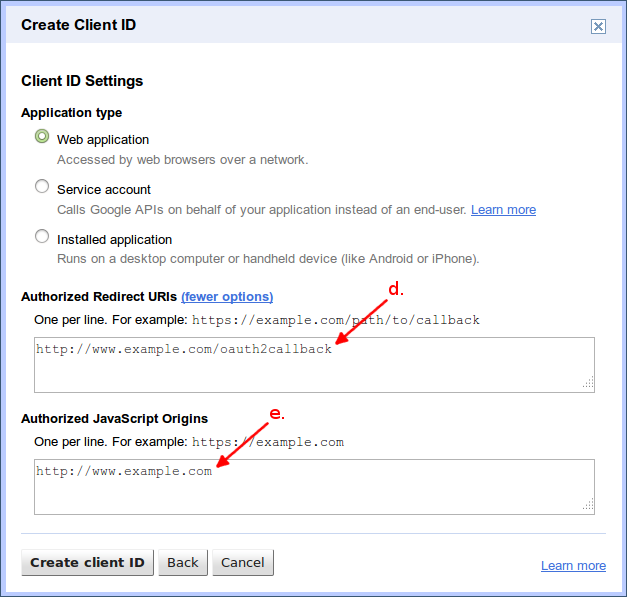 Create Client ID
Client ID Settings
Application type
Web application
Accessed by web browsers over a network.
Service account
Calls Google APIs on behalf of your application instead of an end-user. Learn more
Installed application
Runs on a desktop computer or handheld device (like Android or iPhone).
d.
Authorized Redirect URIs (fewer options)
One per line. For example: https://example.com/path/to/callback
http://www.example.com/oauth2callback
e.
Authorized JavaScript Origins
One per line. For example: https://example.com
http://www.example.com
Create client ID Back Cancel Learn more